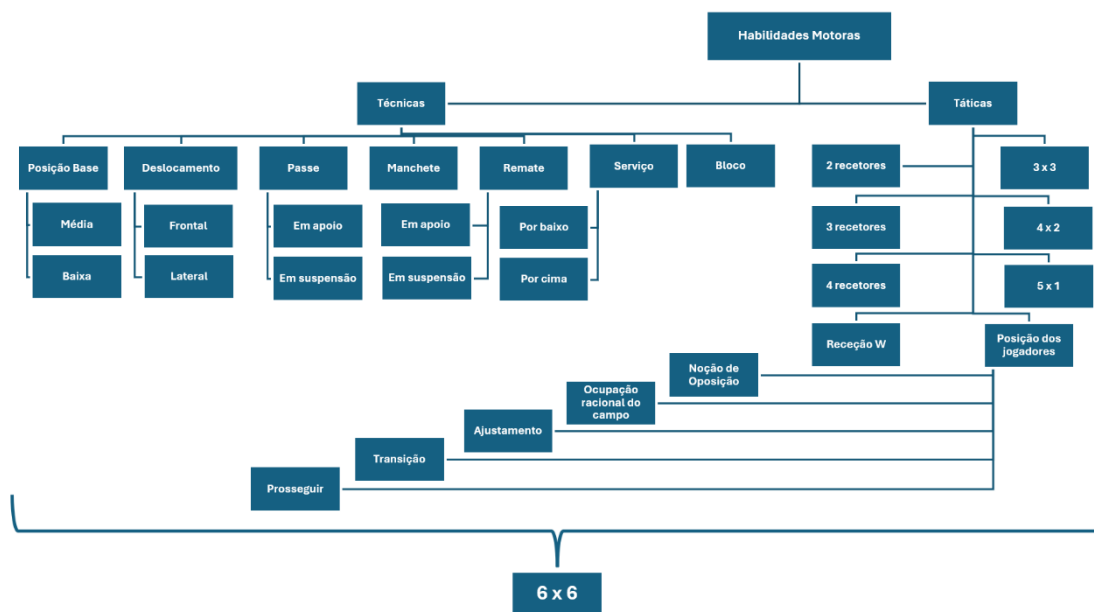 Habilidades Motoras
Técnicas
Táticas
Posição Base
Deslocamento
Passe
Manchete
Remate
Serviço
Bloco
2 recetores
3 x 3
Média
Frontal
Em apoio
Em apoio
Por baixo
3 recetores
4 x 2
Baixa
Lateral
Em suspensão
Em suspensão
Por cima
4 recetores
5 x 1
Receção W
Posição dos
jogadores
Noção de
Oposição
Ocupação
racional do
campo
Ajustamento
Transição
Prosseguir
6 x 6